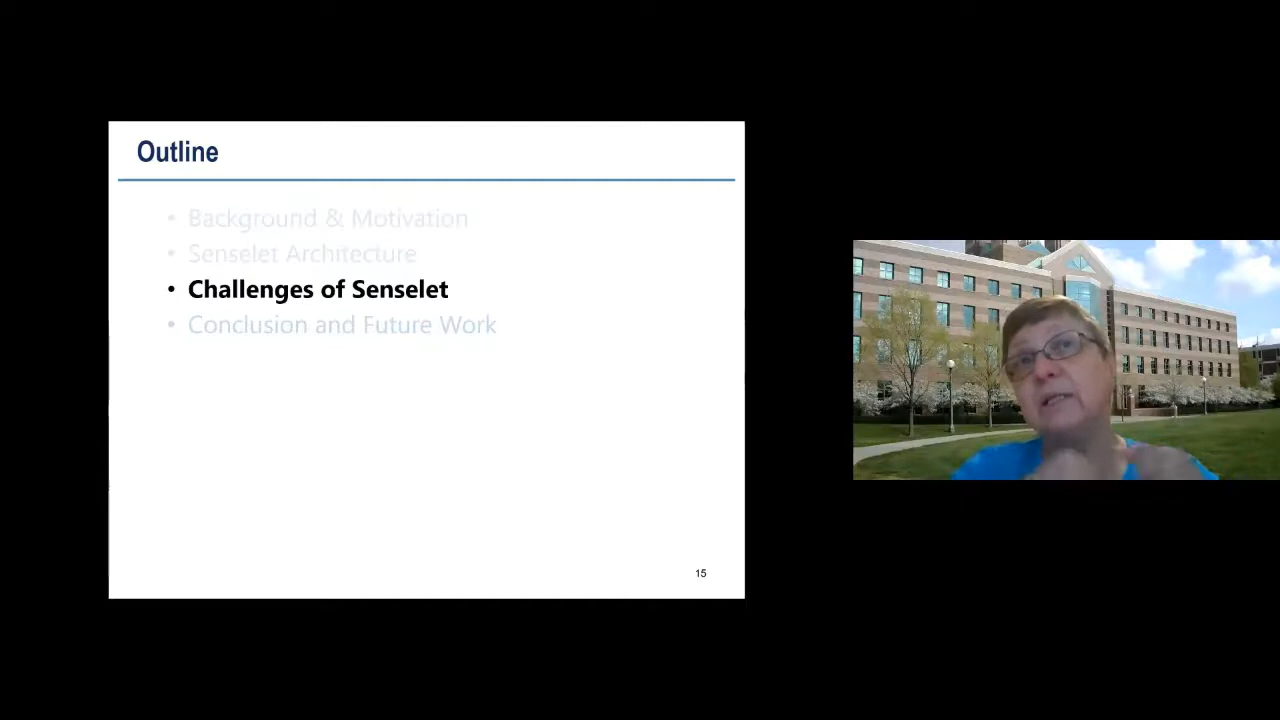 Outline
• Background & Motivation
• Senselet Architecture
• Challenges of Senselet
• Conclusion and Future Work
15